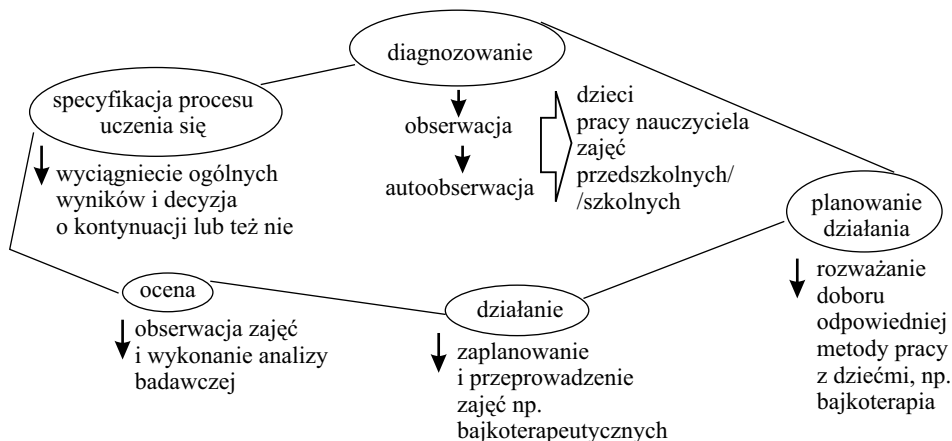 diagnozowanie
obserwacja
autoobserwacja
dzieci
pracy nauczyciela
zajęć
przedszkolnych/
/szkolnych
specyfikacja procesu
uczenia się
wyciągniecie ogólnych
wyników i decyzja
o kontynuacji lub też nie
planowanie
działania
rozważanie
doboru
odpowiedniej
metody pracy
z dziećmi, np.
bajkoterapia
działanie
zaplanowanie
i przeprowadzenie
zajęć np.
bajkoterapeutycznych
ocena
obserwacja zajęć
i wykonanie analizy
badawczej